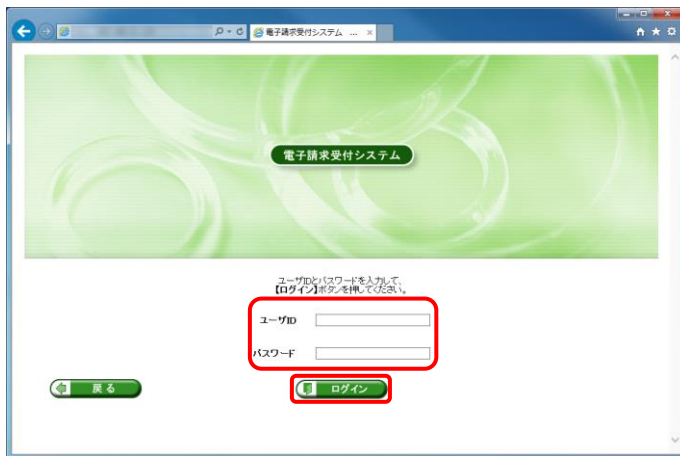 電子請求受付システム ...
電子請求受付システム
ユーザIDとパスワードを入力して、
【ログイン】ボタンを押してください。
ユーザID
パスワード
戻る
ログイン